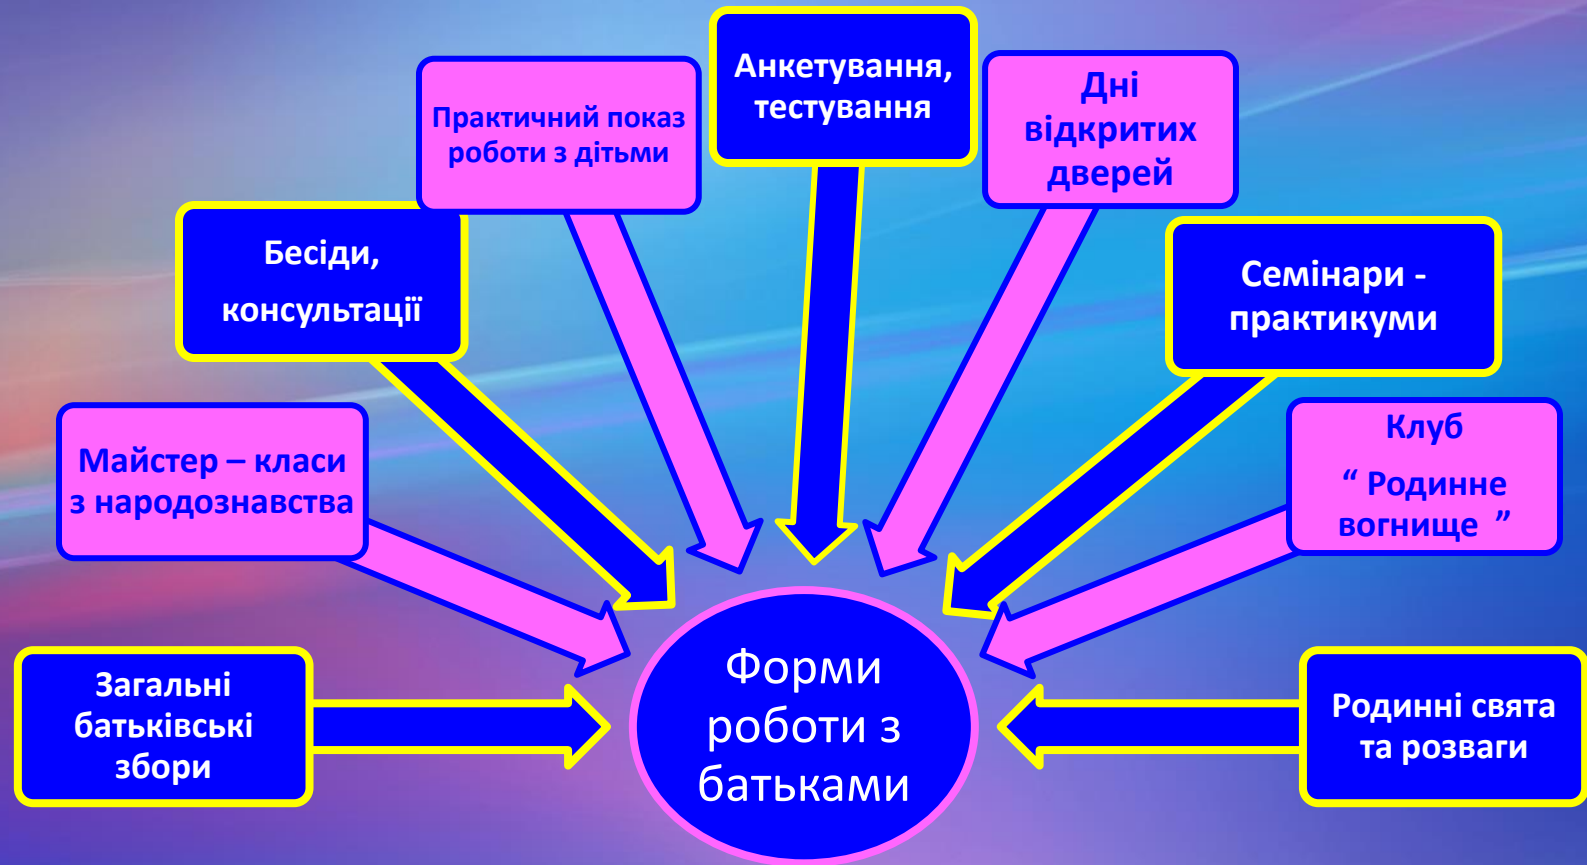 Анкетування,
тестування
Практичний показ
роботи з дітьми
Дні
відкритих
дверей
Бесіди,
консультації
Семінари -
практикуми
Майстер – класи
з народознавства
Клуб
“ Родинне
вогнище ”
Загальні
батьківські
збори
Форми
роботи з
батьками
Родинні свята
та розваги